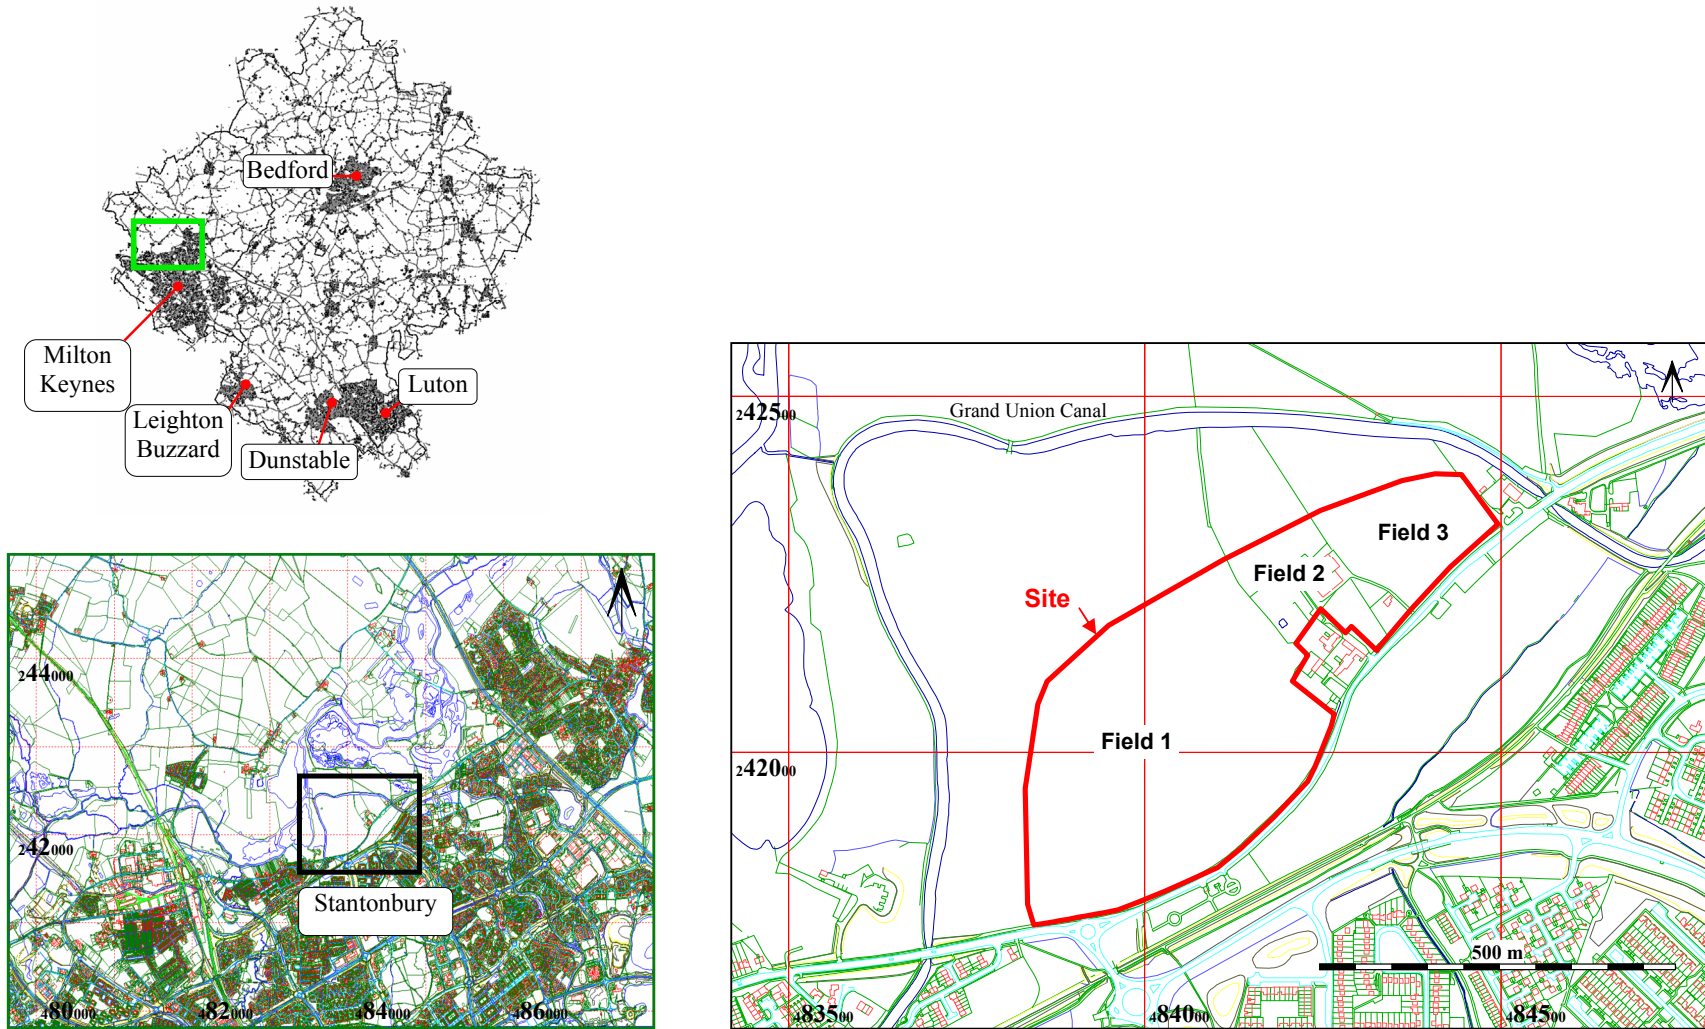 Bedford
Milton
Keynes
Leighton
Buzzard
Dunstable
Luton
244000
242000
Stantonbury
480000
482000
484000
486000
242500
Grand Union Canal
Field 3
Field 2
Site
Field 1
242000
500 m
483500
484000
484500